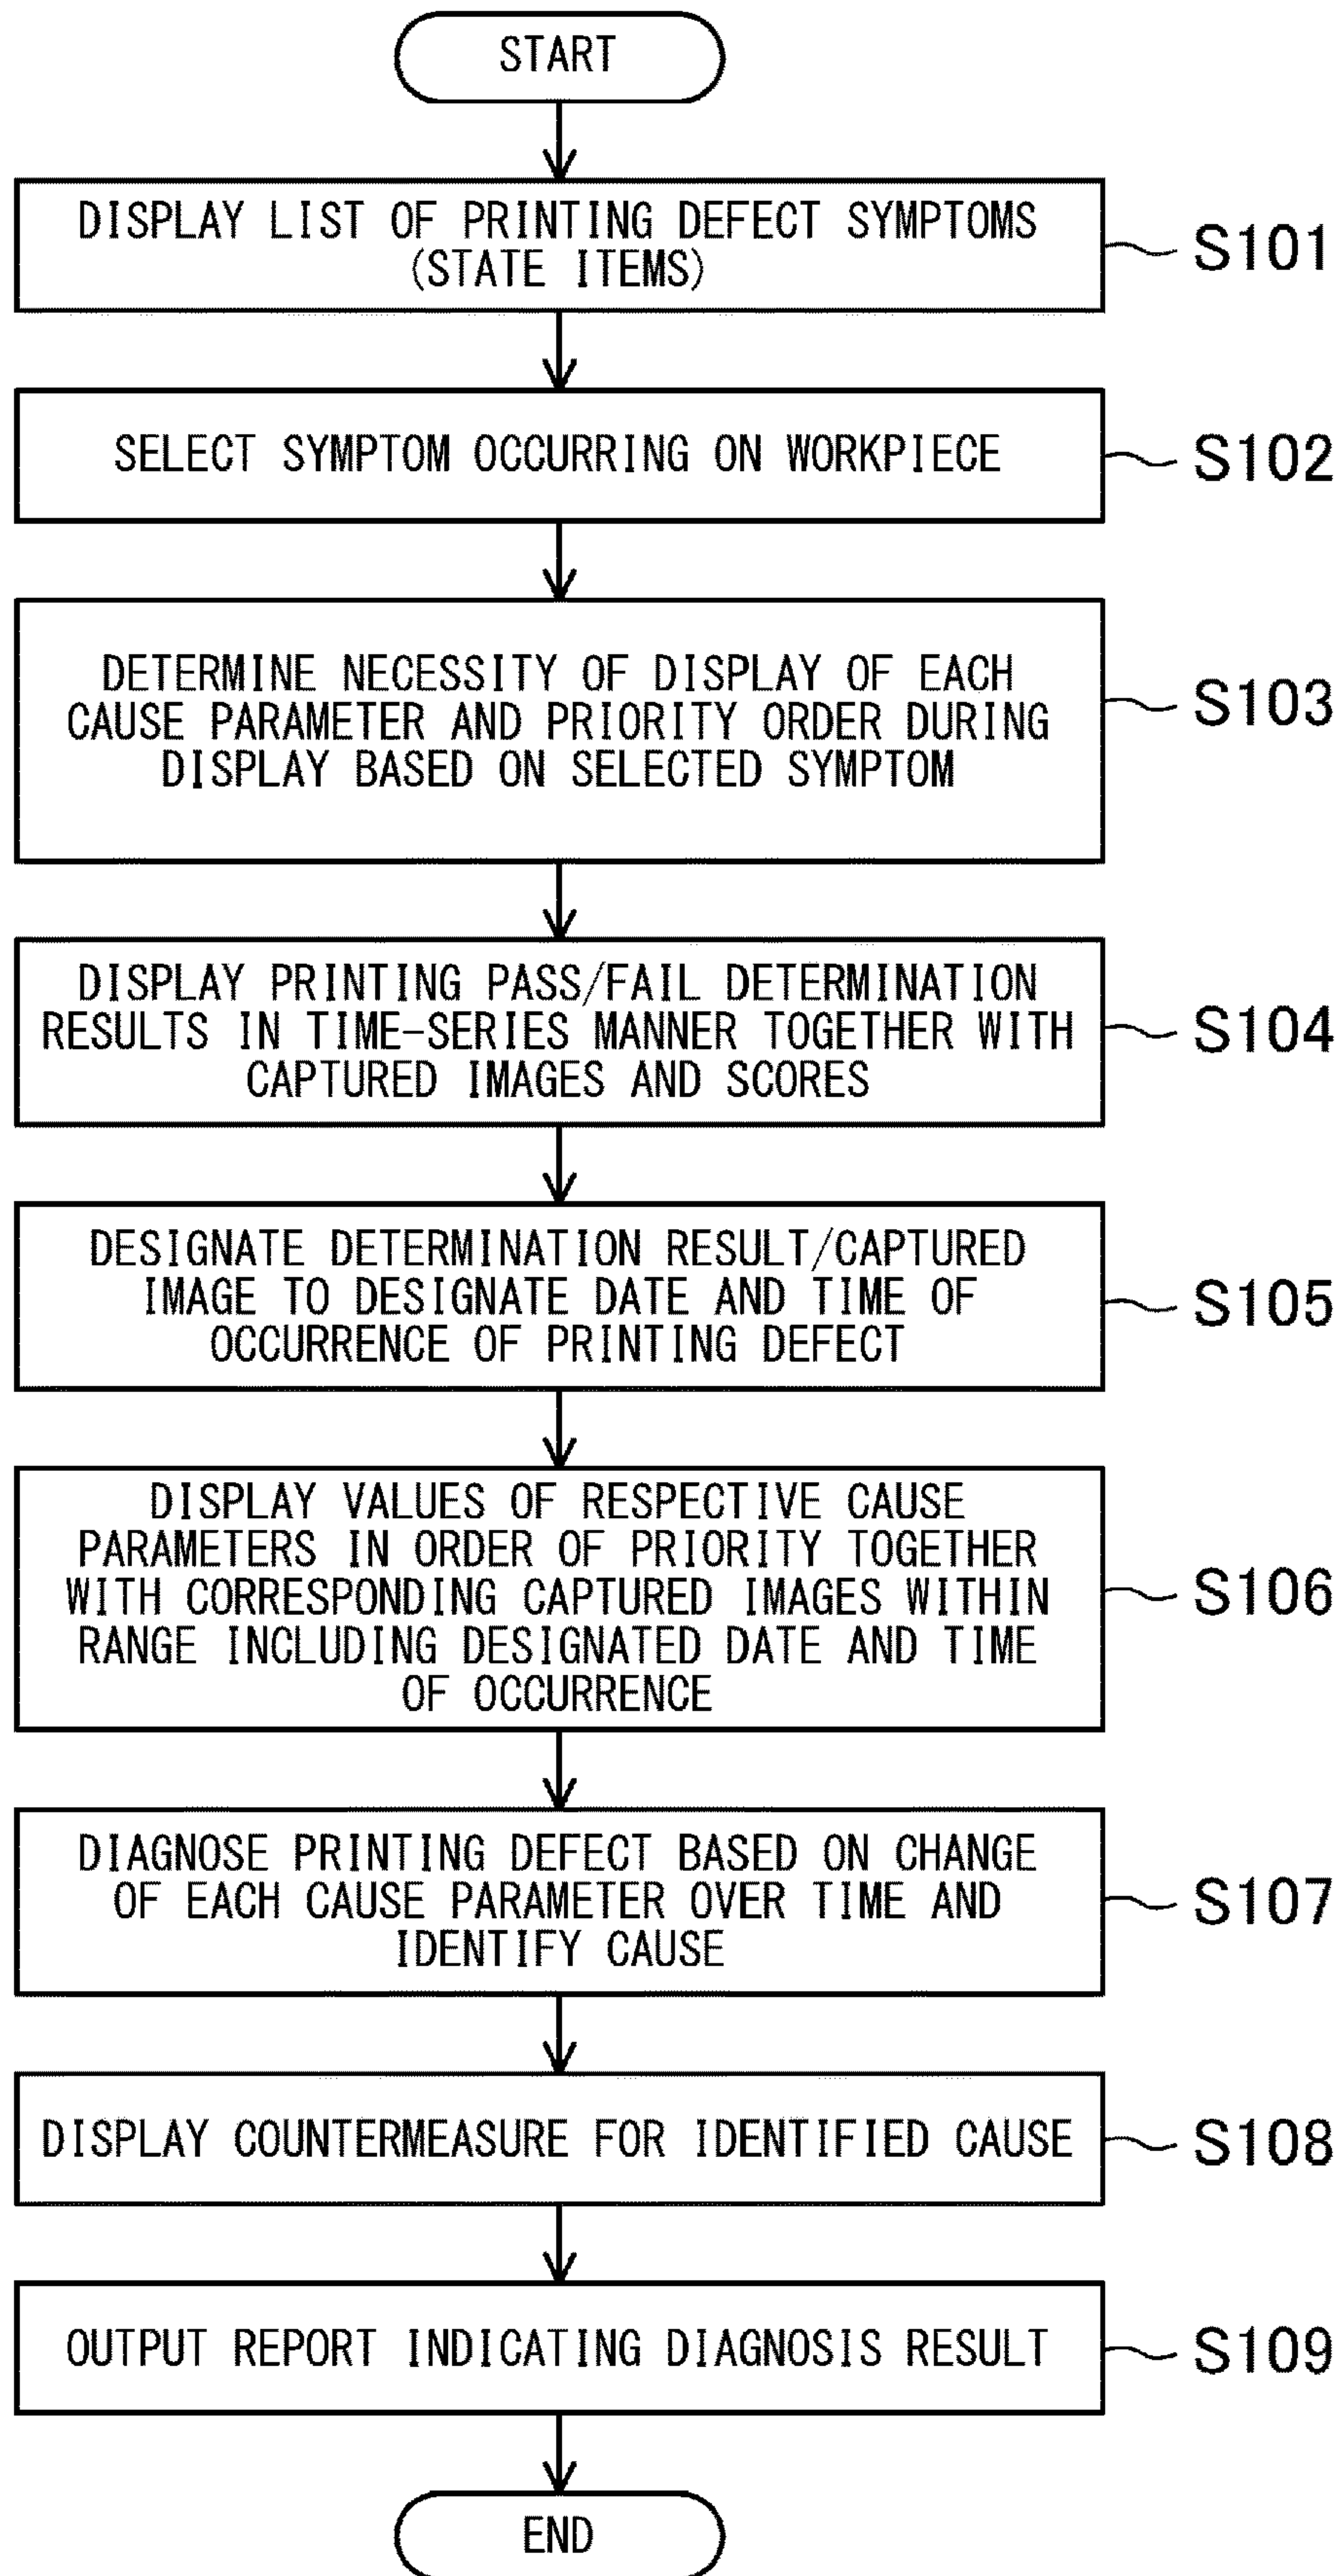 START
DISPLAY LIST OF PRINTING DEFECT SYMPTOMS
(STATE ITEMS)
S101
SELECT SYMPTOM OCCURRING ON WORKPIECE
S102
DETERMINE NECESSITY OF DISPLAY OF EACH
CAUSE PARAMETER AND PRIORITY ORDER DURING
DISPLAY BASED ON SELECTED SYMPTOM
S103
DISPLAY PRINTING PASS/FAIL DETERMINATION
RESULTS IN TIME-SERIES MANNER TOGETHER WITH
CAPTURED IMAGES AND SCORES
S104
DESIGNATE DETERMINATION RESULT/CAPTURED
IMAGE TO DESIGNATE DATE AND TIME OF
OCCURRENCE OF PRINTING DEFECT
S105
DISPLAY VALUES OF RESPECTIVE CAUSE
PARAMETERS IN ORDER OF PRIORITY TOGETHER
WITH CORRESPONDING CAPTURED IMAGES WITHIN
RANGE INCLUDING DESIGNATED DATE AND TIME
OF OCCURRENCE
S106
DIAGNOSE PRINTING DEFECT BASED ON CHANGE
OF EACH CAUSE PARAMETER OVER TIME AND
IDENTIFY CAUSE
S107
DISPLAY COUNTERMEASURE FOR IDENTIFIED CAUSE
S108
OUTPUT REPORT INDICATING DIAGNOSIS RESULT
S109
END